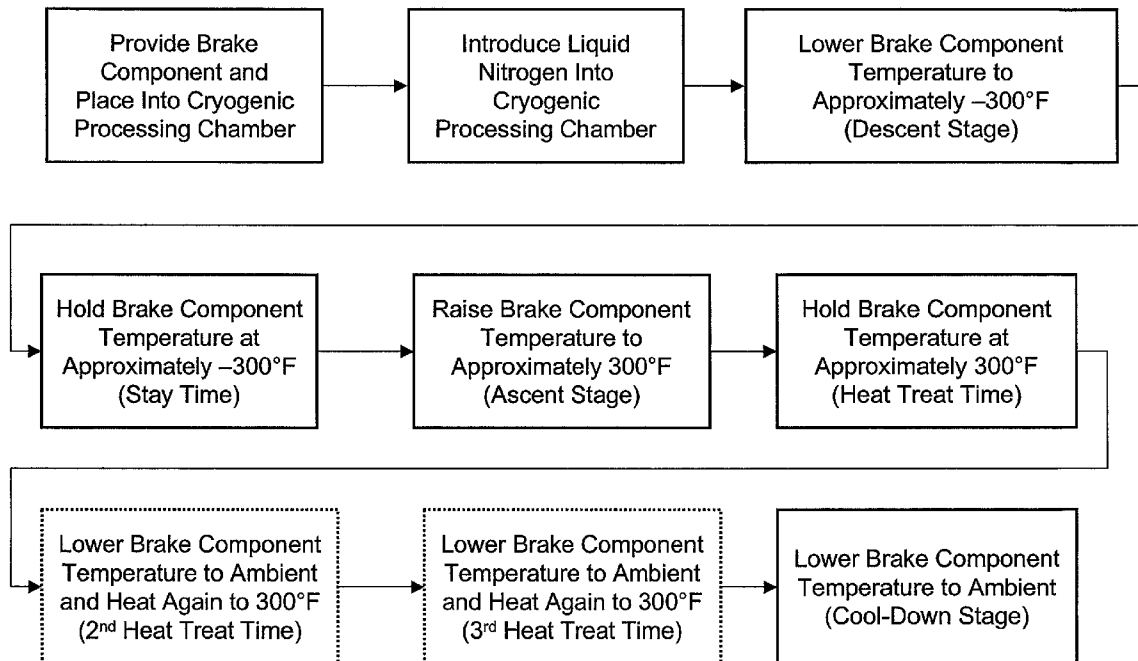 Provide Brake
Component and
Place Into Cryogenic
Processing Chamber
Introduce Liquid
Nitrogen Into
Cryogenic
Processing Chamber
Lower Brake Component
Temperature to
Approximately –300°F
(Descent Stage)
Hold Brake Component
Temperature at
Approximately –300°F
(Stay Time)
Raise Brake Component
Temperature to
Approximately 300°F
(Ascent Stage)
Hold Brake Component
Temperature at
Approximately 300°F
(Heat Treat Time)
Lower Brake Component
Temperature to Ambient
and Heat Again to 300°F
(2nd Heat Treat Time)
Lower Brake Component
Temperature to Ambient
and Heat Again to 300°F
(3rd Heat Treat Time)
Lower Brake Component
Temperature to Ambient
(Cool-Down Stage)